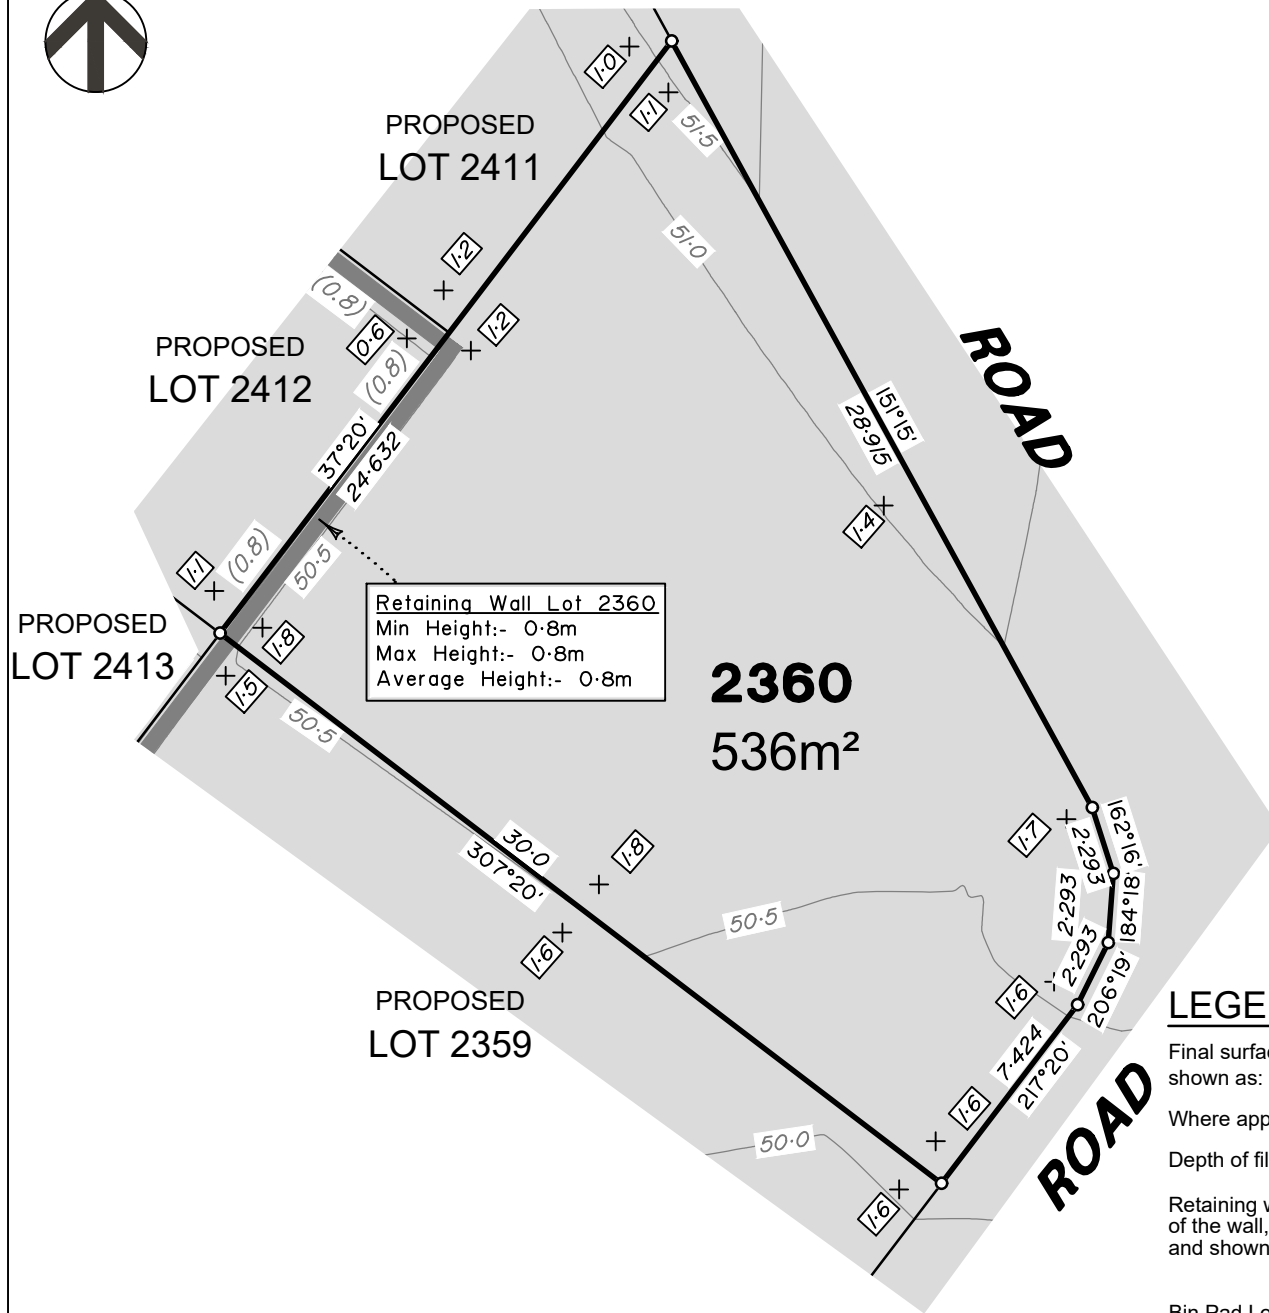 1·0
1·1
51·5
PROPOSED
LOT 2411
51·0
1·2
(0.8)
1·2
0·6
PROPOSED
LOT 2412
(0.8)
ROAD
151°15'
28·915
37°20'
24·632
1·4
1·1
(0.8)
50·5
Retaining Wall Lot 2360
Min Height:- 0·8m
Max Height:- 0·8m
Average Height:- 0·8m
PROPOSED
LOT 2413
1·8
1·5
50·5
2360
536m²
30·0
307°20'
1·8
1·7
162°16'
2·293
2·293
184°18'
50·5
1·6
2·293
206°19'
1·6
PROPOSED
LOT 2359
7·424
217°20'
1·6
50·0
1·6
ROAD
LEGE
Final surfac
shown as:
Where app
Depth of fil
Retaining w
of the wall,
and shown
Bin Pad Lo